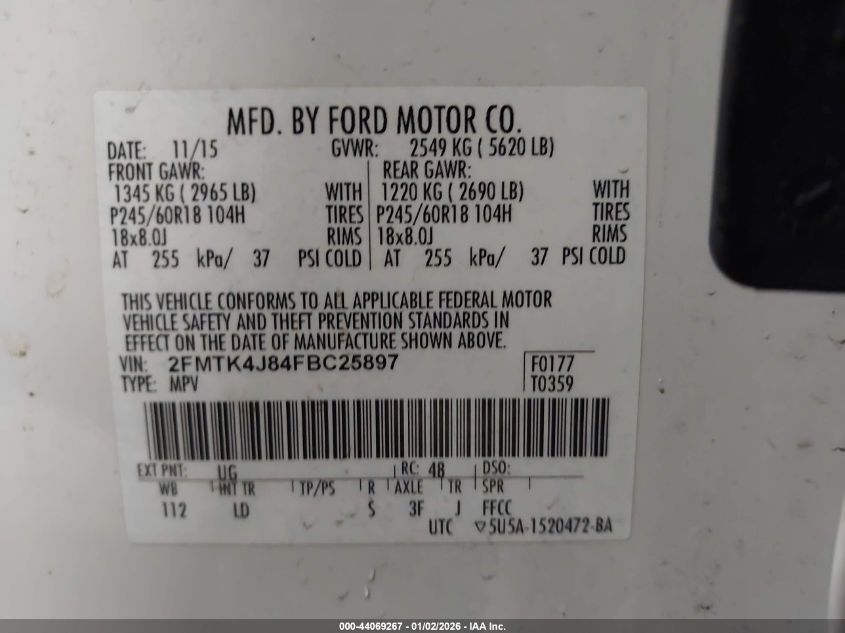 MFD. BY FORD MOTOR CO.
DATE: 11/15 GVWR: 2549 KG ( 5620 LB)
FRONT GAWR: REAR GAWR:
1345 KG ( 2965 LB) WITH 1220 KG ( 2690 LB) WITH
P245/60R18 104H TIRES P245/60R18 104H TIRES
18x8.0J RIMS 18x8.0J RIMS
AT 255 kPa/ 37 PSI COLD AT 255 kPa/ 37 PSI COLD
THIS VEHICLE CONFORMS TO ALL APPLICABLE FEDERAL MOTOR
VEHICLE SAFETY AND THEFT PREVENTION STANDARDS IN
EFFECT ON THE DATE OF MANUFACTURE SHOWN ABOVE.
VIN: 2FMTK4J84FBC25897 F0177
TYPE: MPV T0359
EXT PNT: UG RC: 48 DSO:
WB INT TR TP/PS R AXLE TR SPR
112 LD S 3F J FFCC
UTC ▽5U5A-1520472-BA
000-44069267 - 01/02/2026 - IAA Inc.